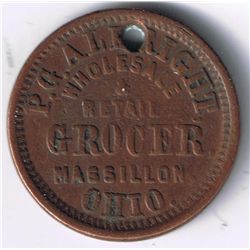 P.G. ALBRIGHT
WHOLESALE
&
RETAIL
GROCER
MASSILLON
OHIO.